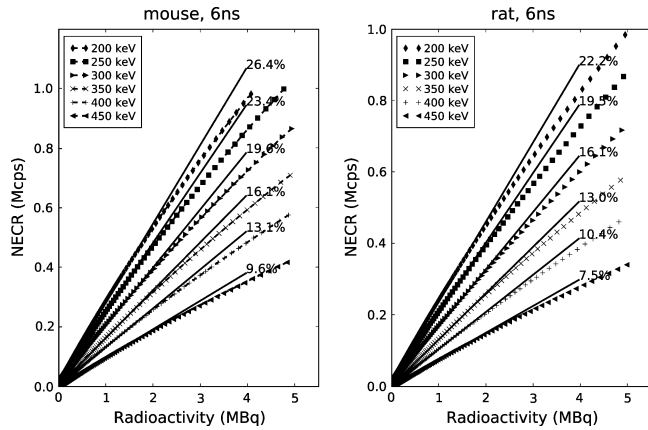 mouse, 6ns
NECR (Mcps)
1.0
0.8
0.6
0.4
0.2
0.0
200 keV
250 keV
300 keV
350 keV
400 keV
450 keV
26.4%
23.4%
19.6%
16.1%
13.1%
9.6%
0 1 2 3 4 5
Radioactivity (MBq)
rat, 6ns
NECR (Mcps)
1.0
0.8
0.6
0.4
0.2
0.0
200 keV
250 keV
300 keV
350 keV
400 keV
450 keV
22.2%
19.5%
16.1%
13.0%
10.4%
7.5%
0 1 2 3 4 5
Radioactivity (MBq)